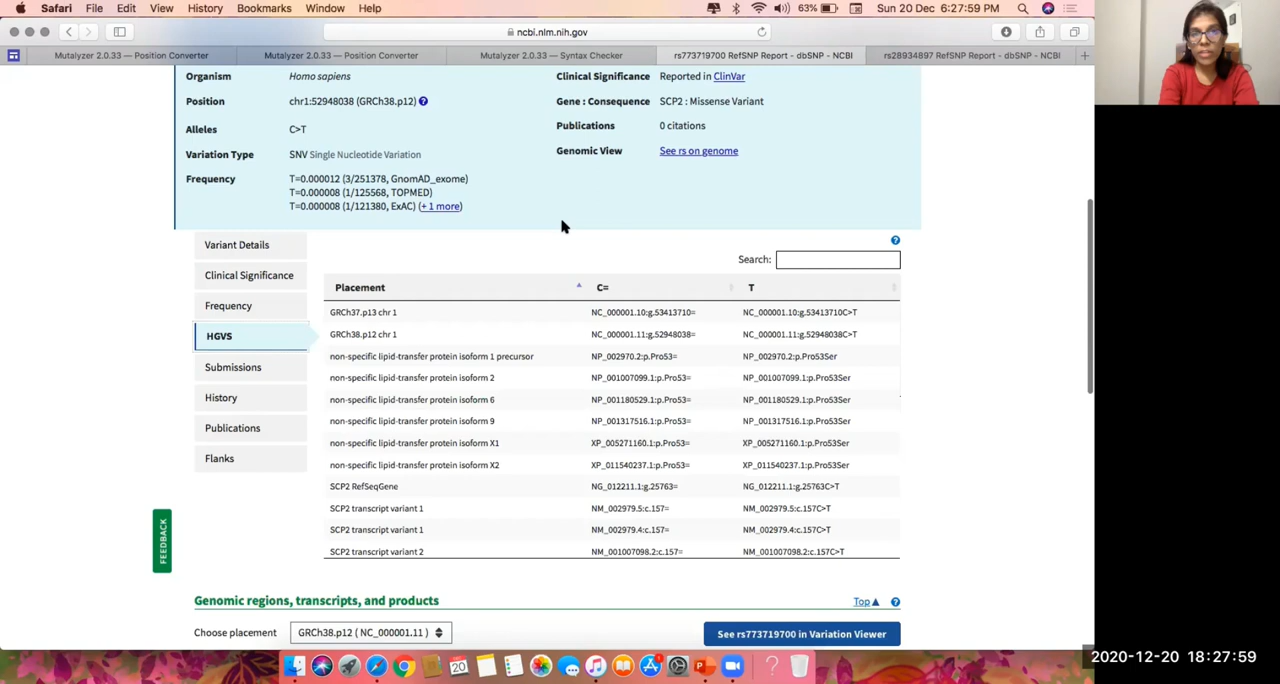 Safari File Edit View History Bookmarks Window Help 63% Sun 20 Dec 6:27:59 PM
ncbi.nlm.nih.gov
Mutalyzer 2.0.33 — Position Converter Mutalyzer 2.0.33 — Position Converter Mutalyzer 2.0.33 — Syntax Checker rs773719700 RefSNP Report - dbSNP - NCBI rs28934897 RefSNP Report - dbSNP - NCBI
Organism Homo sapiens Clinical Significance Reported in ClinVar
Position chr1:52948038 (GRCh38.p12) ? Gene : Consequence SCP2 : Missense Variant
Alleles C>T Publications 0 citations
Variation Type SNV Single Nucleotide Variation Genomic View See rs on genome
Frequency T=0.000012 (3/251378, GnomAD_exome)
T=0.000008 (1/125568, TOPMED)
T=0.000008 (1/121380, ExAC) (+ 1 more)
Variant Details
Clinical Significance
Frequency
HGVS
Submissions
History
Publications
Flanks
?
Search:
Placement C= T
GRCh37.p13 chr 1 NC_000001.10:g.53413710= NC_000001.10:g.53413710C>T
GRCh38.p12 chr 1 NC_000001.11:g.52948038= NC_000001.11:g.52948038C>T
non-specific lipid-transfer protein isoform 1 precursor NP_002970.2:p.Pro53= NP_002970.2:p.Pro53Ser
non-specific lipid-transfer protein isoform 2 NP_001007099.1:p.Pro53= NP_001007099.1:p.Pro53Ser
non-specific lipid-transfer protein isoform 6 NP_001180529.1:p.Pro53= NP_001180529.1:p.Pro53Ser
non-specific lipid-transfer protein isoform 9 NP_001317516.1:p.Pro53= NP_001317516.1:p.Pro53Ser
non-specific lipid-transfer protein isoform X1 XP_005271160.1:p.Pro53= XP_005271160.1:p.Pro53Ser
non-specific lipid-transfer protein isoform X2 XP_011540237.1:p.Pro53= XP_011540237.1:p.Pro53Ser
SCP2 RefSeqGene NG_012211.1:g.25763= NG_012211.1:g.25763C>T
SCP2 transcript variant 1 NM_002979.5:c.157= NM_002979.5:c.157C>T
SCP2 transcript variant 1 NM_002979.4:c.157= NM_002979.4:c.157C>T
SCP2 transcript variant 2 NM_001007098.2:c.157= NM_001007098.2:c.157C>T
FEEDBACK
Genomic regions, transcripts, and products Top▲ ?
Choose placement GRCh38.p12 ( NC_000001.11 ) See rs773719700 in Variation Viewer
20
2020-12-20 18:27:59